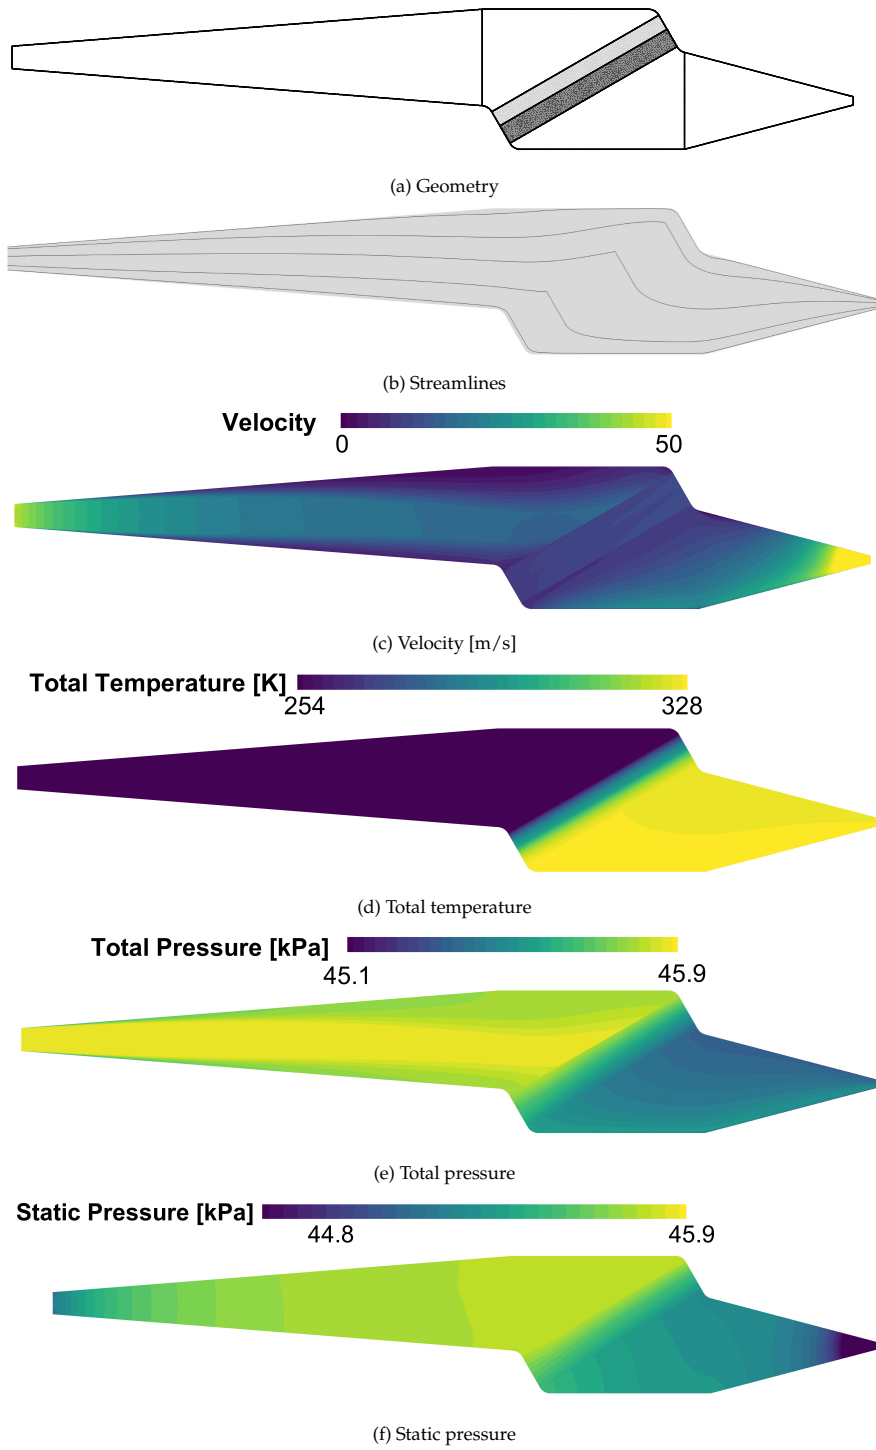 (a) Geometry
(b) Streamlines
Velocity
0 50
(c) Velocity [m/s]
Total Temperature [K]
254 328
(d) Total temperature
Total Pressure [kPa]
45.1 45.9
(e) Total pressure
Static Pressure [kPa]
44.8 45.9
(f) Static pressure